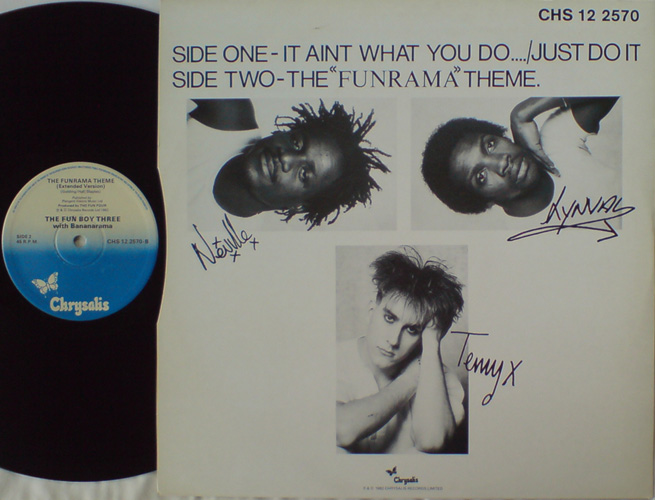 CHS 12 2570
SIDE ONE-IT AINT WHAT YOU DO..../JUST DO IT
SIDE TWO-THE «FUNRAMA» THEME.
Neville
xx
LYNVAL
Terry x
THE FUNRAMA THEME
(Extended Version)
THE FUN BOY THREE
with Bananarama
SIDE 2
45 R.P.M.
CHS 12 2570-B
Chrysalis
Chrysalis